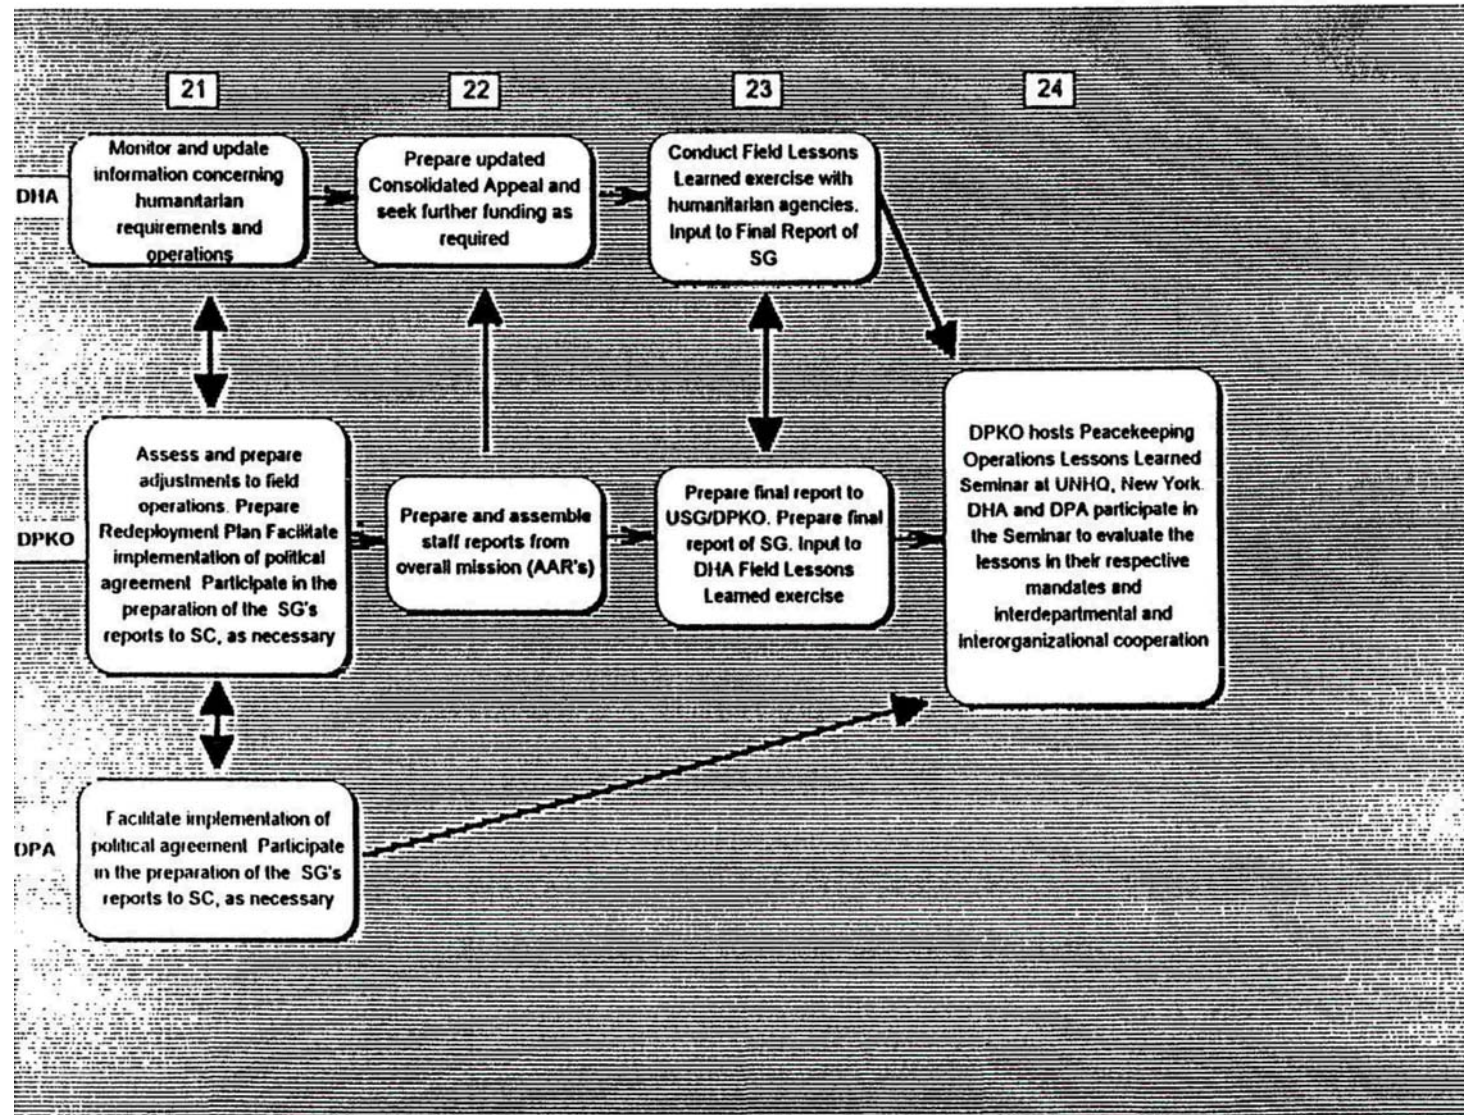 21
22
23
24
DHA
Monitor and update
information concerning
humanitarian
requirements and
operations
Prepare updated
Consolidated Appeal and
seek further funding as
required
Conduct Field Lessons
Learned exercise with
humanitarian agencies.
Input to Final Report of
SG
DPKO
Assess and prepare
adjustments to field
operations. Prepare
Redeployment Plan Facilitate
implementation of political
agreement Participate in the
preparation of the SG's
reports to SC, as necessary
Prepare and assemble
staff reports from
overall mission (AAR's)
Prepare final report to
USG/DPKO. Prepare final
report of SG. Input to
DHA Field Lessons
Learned exercise
DPKO hosts Peacekeeping
Operations Lessons Learned
Seminar at UNHQ, New York.
DHA and DPA participate in
the Seminar to evaluate the
lessons in their respective
mandates and
interdepartmental and
interorganizational cooperation
DPA
Facilitate implementation of
political agreement Participate
in the preparation of the SG's
reports to SC, as necessary